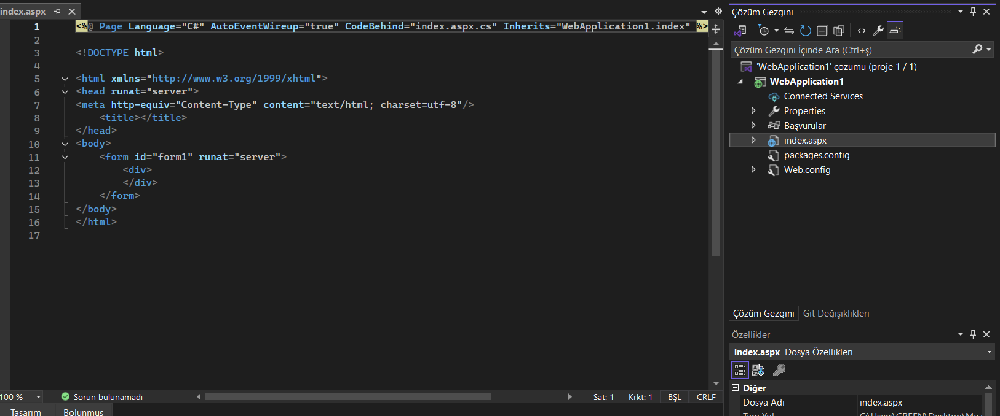 index.aspx
1 <%@ Page Language="C#" AutoEventWireup="true" CodeBehind="index.aspx.cs" Inherits="WebApplication1.index" %>
2
3 <!DOCTYPE html>
4
5 <html xmlns="http://www.w3.org/1999/xhtml">
6 <head runat="server">
7 <meta http-equiv="Content-Type" content="text/html; charset=utf-8"/>
8     <title></title>
9 </head>
10 <body>
11     <form id="form1" runat="server">
12         <div>
13         </div>
14     </form>
15 </body>
16 </html>
17
100 % Sorun bulunamadı Sat: 1 Krkt: 1 BŞL CRLF
Tasarım Bölünmüş
Çözüm Gezgini
Çözüm Gezgini İçinde Ara (Ctrl+ş)
'WebApplication1' çözümü (proje 1 / 1)
WebApplication1
Connected Services
Properties
Başvurular
index.aspx
packages.config
Web.config
Çözüm Gezgini Git Değişiklikleri
Özellikler
index.aspx Dosya Özellikleri
Diğer
Dosya Adı index.aspx
Tam Yol C:\Users\GREEN\Desktop\Mez